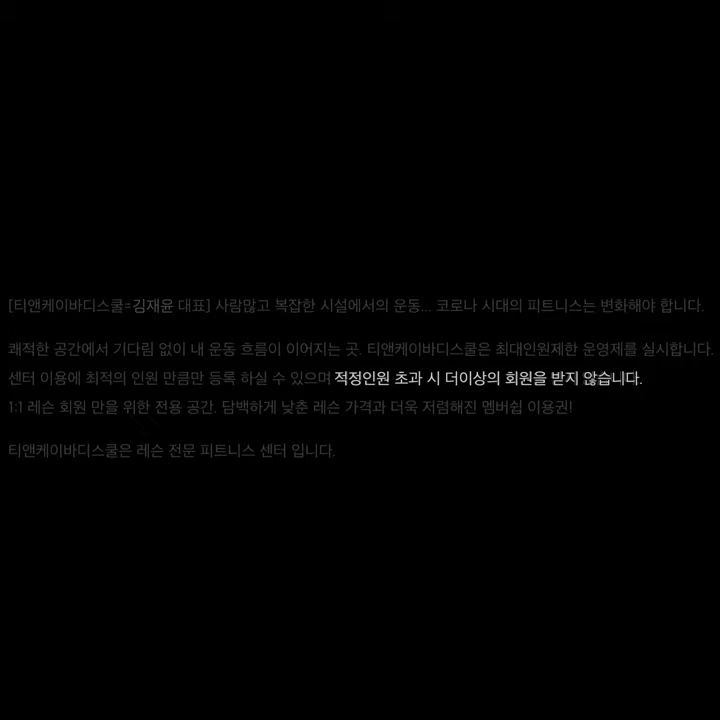 [티앤케이바디스쿨=김재윤 대표] 사람많고 복잡한 시설에서의 운동... 코로나 시대의 피트니스는 변화해야 합니다.
쾌적한 공간에서 기다림 없이 내 운동 흐름이 이어지는 곳. 티앤케이바디스쿨은 최대인원제한 운영제를 실시합니다.
센터 이용에 최적의 인원 만큼만 등록 하실 수 있으며 적정인원 초과 시 더이상의 회원을 받지 않습니다.
1:1 레슨 회원 만을 위한 전용 공간. 담백하게 낮춘 레슨 가격과 더욱 저렴해진 멤버쉽 이용권!
티앤케이바디스쿨은 레슨 전문 피트니스 센터 입니다.